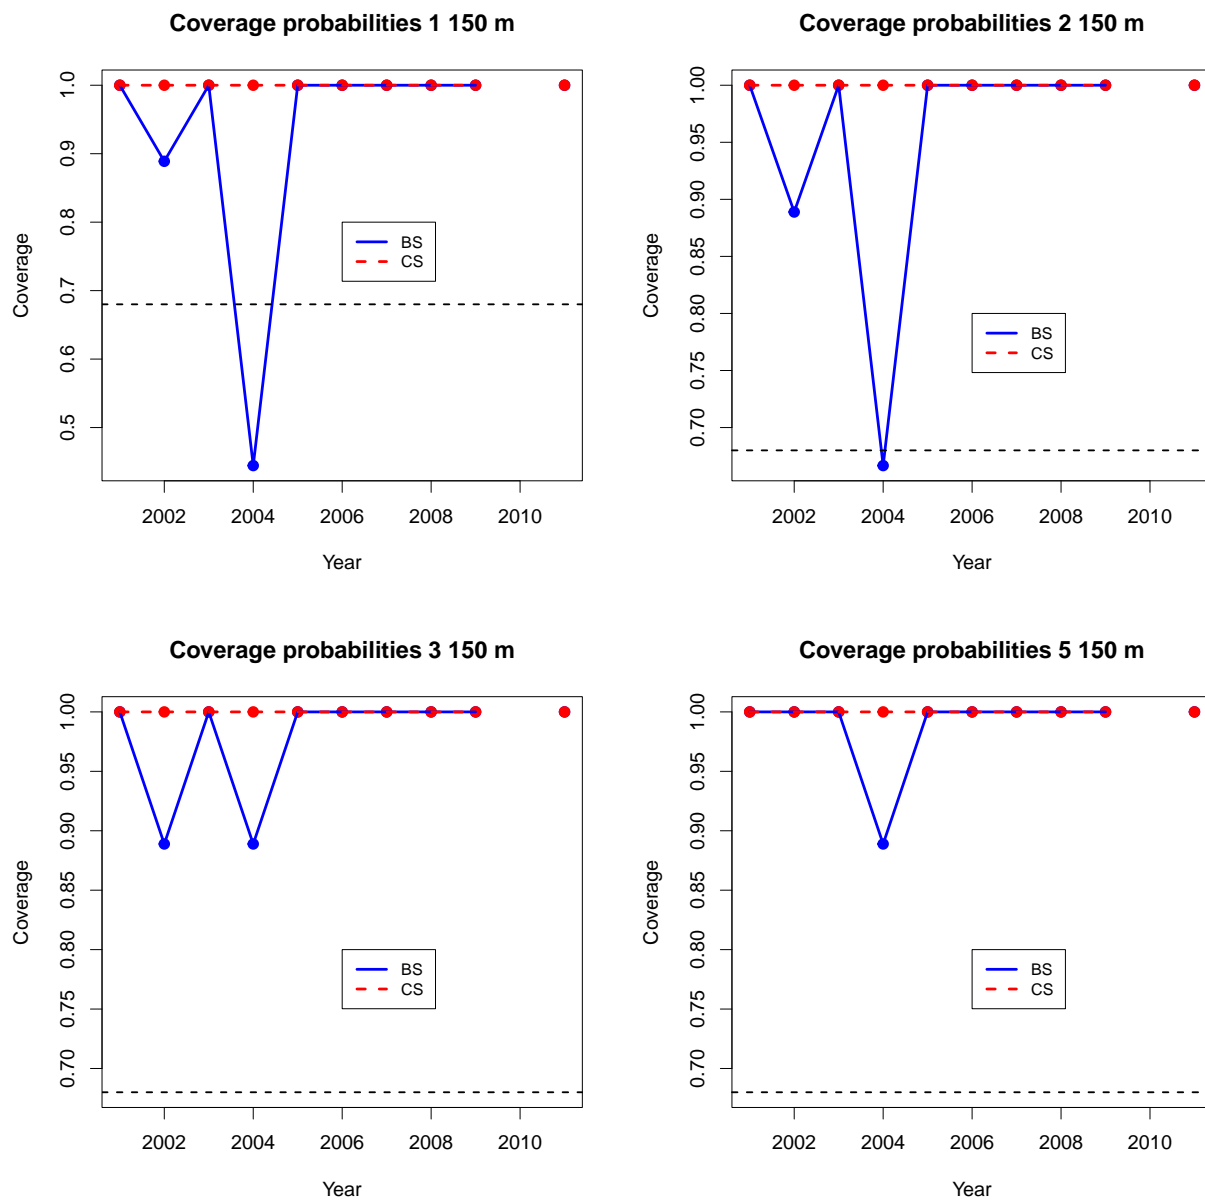 Coverage probabilities 1 150 m
Coverage
1.0
0.9
0.8
0.7
0.6
0.5
BS
CS
2002 2004 2006 2008 2010
Year
Coverage probabilities 2 150 m
Coverage
1.00
0.95
0.90
0.85
0.80
0.75
0.70
BS
CS
2002 2004 2006 2008 2010
Year
Coverage probabilities 3 150 m
Coverage
1.00
0.95
0.90
0.85
0.80
0.75
0.70
BS
CS
2002 2004 2006 2008 2010
Year
Coverage probabilities 5 150 m
Coverage
1.00
0.95
0.90
0.85
0.80
0.75
0.70
BS
CS
2002 2004 2006 2008 2010
Year